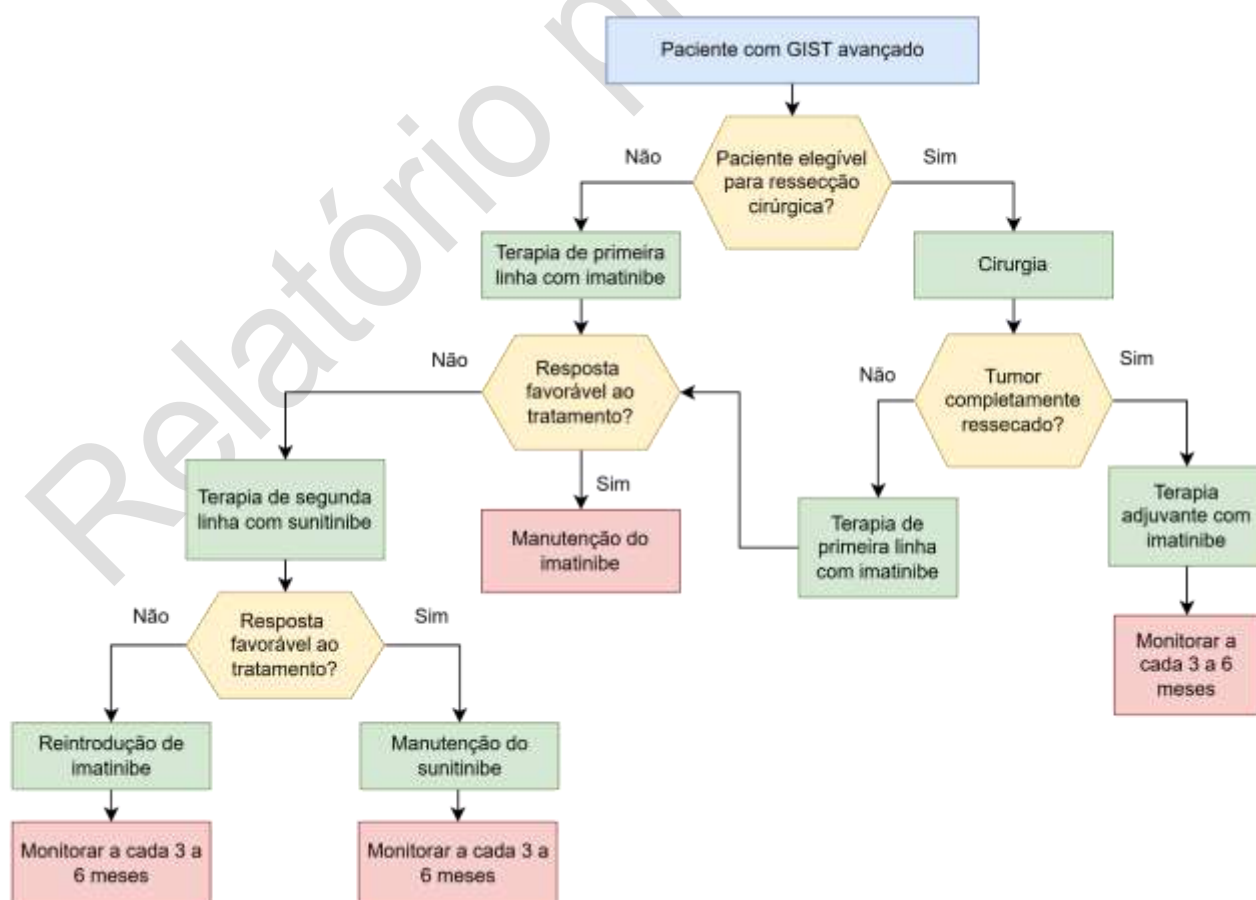 Relatório pr
Paciente com GIST avançado
Não
Paciente elegível
para ressecção
cirúrgica?
Sim
Terapia de primeira
linha com imatinibe
Cirurgia
Não
Resposta
favorável ao
tratamento?
Não
Tumor
completamente
ressecado?
Sim
Terapia de segunda
linha com sunitinibe
Sim
Manutenção do
imatinibe
Terapia de
primeira linha
com imatinibe
Terapia
adjuvante com
imatinibe
Não
Resposta
favorável ao
tratamento?
Sim
Monitorar a
cada 3 a 6
meses
Reintrodução de
imatinibe
Manutenção do
sunitinibe
Monitorar a cada 3 a
6 meses
Monitorar a cada 3 a
6 meses